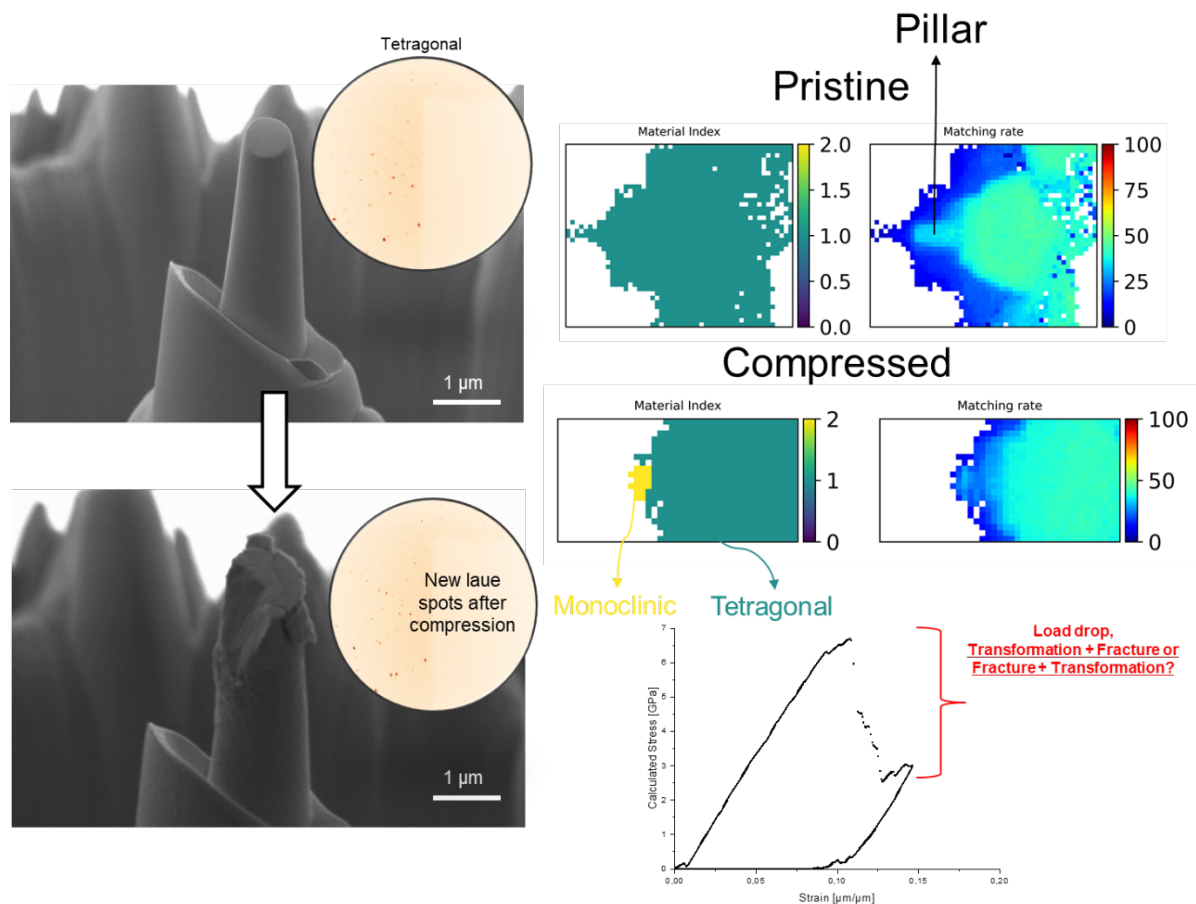 Pillar
Pristine
Tetragonal
Material Index
Matching rate
2.0
1.5
1.0
0.5
0.0
100
75
50
25
0
1 µm
Compressed
Material Index
Matching rate
2
1
0
100
50
0
New laue
spots after
compression
Monoclinic
Tetragonal
1 µm
Load drop,
Transformation + Fracture or
Fracture + Transformation?
Calculated Stress [GPa]
7
6
5
4
3
2
1
0
0,00
0,05
0,10
0,15
0,20
Strain [µm/µm]